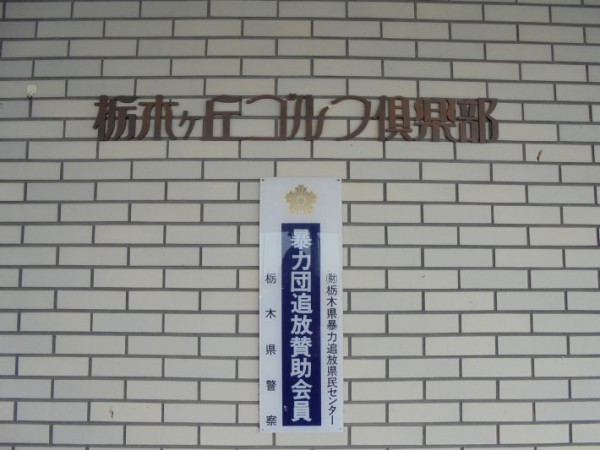 栃木ヶ丘ゴルフ倶楽部
㈶栃木県暴力追放県民センター
暴力団追放賛助会員
栃木県警察